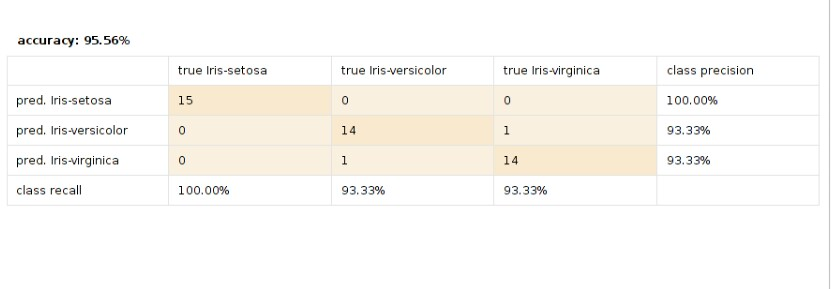 accuracy: 95.56%
true Iris-setosa true Iris-versicolor true Iris-virginica class precision
pred. Iris-setosa 15 0 0 100.00%
pred. Iris-versicolor 0 14 1 93.33%
pred. Iris-virginica 0 1 14 93.33%
class recall 100.00% 93.33% 93.33%